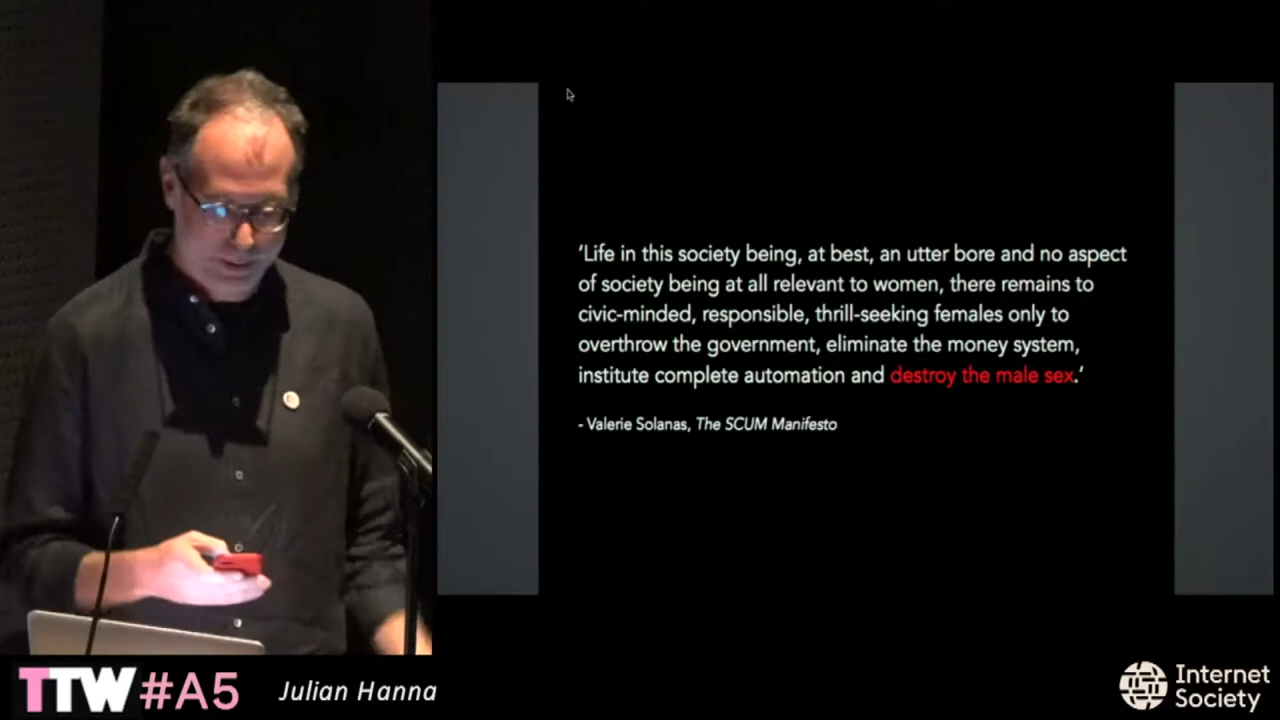 ‘Life in this society being, at best, an utter bore and no aspect
of society being at all relevant to women, there remains to
civic-minded, responsible, thrill-seeking females only to
overthrow the government, eliminate the money system,
institute complete automation and destroy the male sex.’
- Valerie Solanas, The SCUM Manifesto
TTW #A5
Julian Hanna
Internet
Society